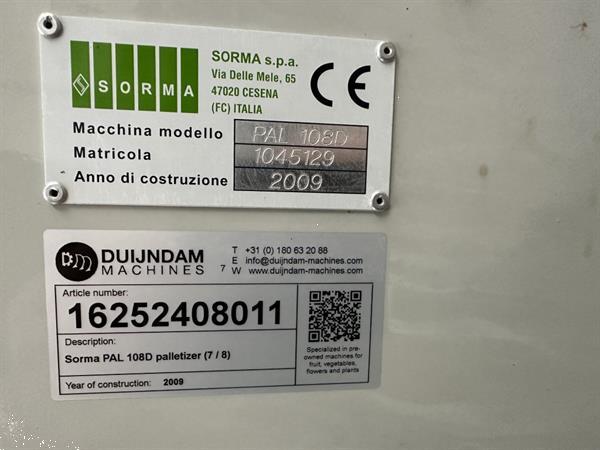 SORMA
SORMA s.p.a.
Via Delle Mele, 65
47020 CESENA
(FC) ITALIA
CE
Macchina modello PAL 108D
Matricola 1045129
Anno di costruzione 2009
DUIJNDAM
MACHINES
T +31 (0) 180 63 20 88
E info@duijndam-machines.com
7 W www.duijndam-machines.com
Article number:
16252408011
Description:
Sorma PAL 108D palletizer (7 / 8)
Year of construction: 2009
Specialized in pre-
owned machines for
fruit, vegetables,
flowers and plants